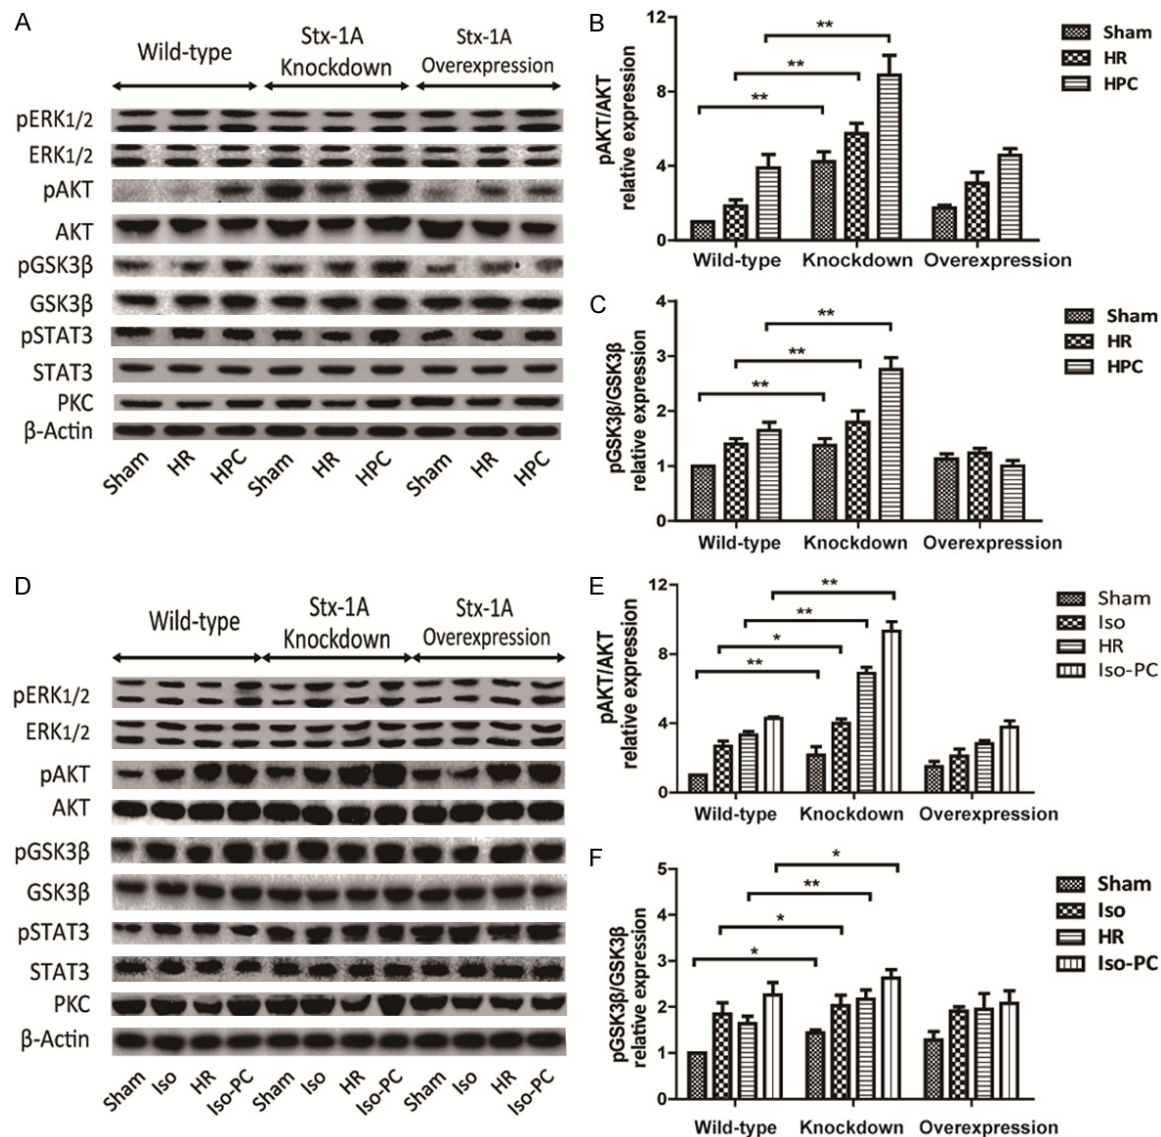 A
Wild-type
Stx-1A
Knockdown
Stx-1A
Overexpression
pERK1/2
ERK1/2
pAKT
AKT
pGSK3β
GSK3β
pSTAT3
STAT3
PKC
β-Actin
Sham HR HPC Sham HR HPC Sham HR HPC
B
pAKT/AKT
relative expression
12
8
4
0
** ** **
Wild-type Knockdown Overexpression
Sham
HR
HPC
C
pGSK3β/GSK3β
relative expression
4
3
2
1
0
** ** **
Wild-type Knockdown Overexpression
Sham
HR
HPC
D
Wild-type
Stx-1A
Knockdown
Stx-1A
Overexpression
pERK1/2
ERK1/2
pAKT
AKT
pGSK3β
GSK3β
pSTAT3
STAT3
PKC
β-Actin
Sham Iso HR Iso-PC Sham Iso HR Iso-PC Sham Iso HR Iso-PC
E
pAKT/AKT
relative expression
12
8
4
0
** * ** **
Wild-type Knockdown Overexpression
Sham
Iso
HR
Iso-PC
F
pGSK3β/GSK3β
relative expression
5
4
3
2
1
0
* * ** *
Wild-type Knockdown Overexpression
Sham
Iso
HR
Iso-PC